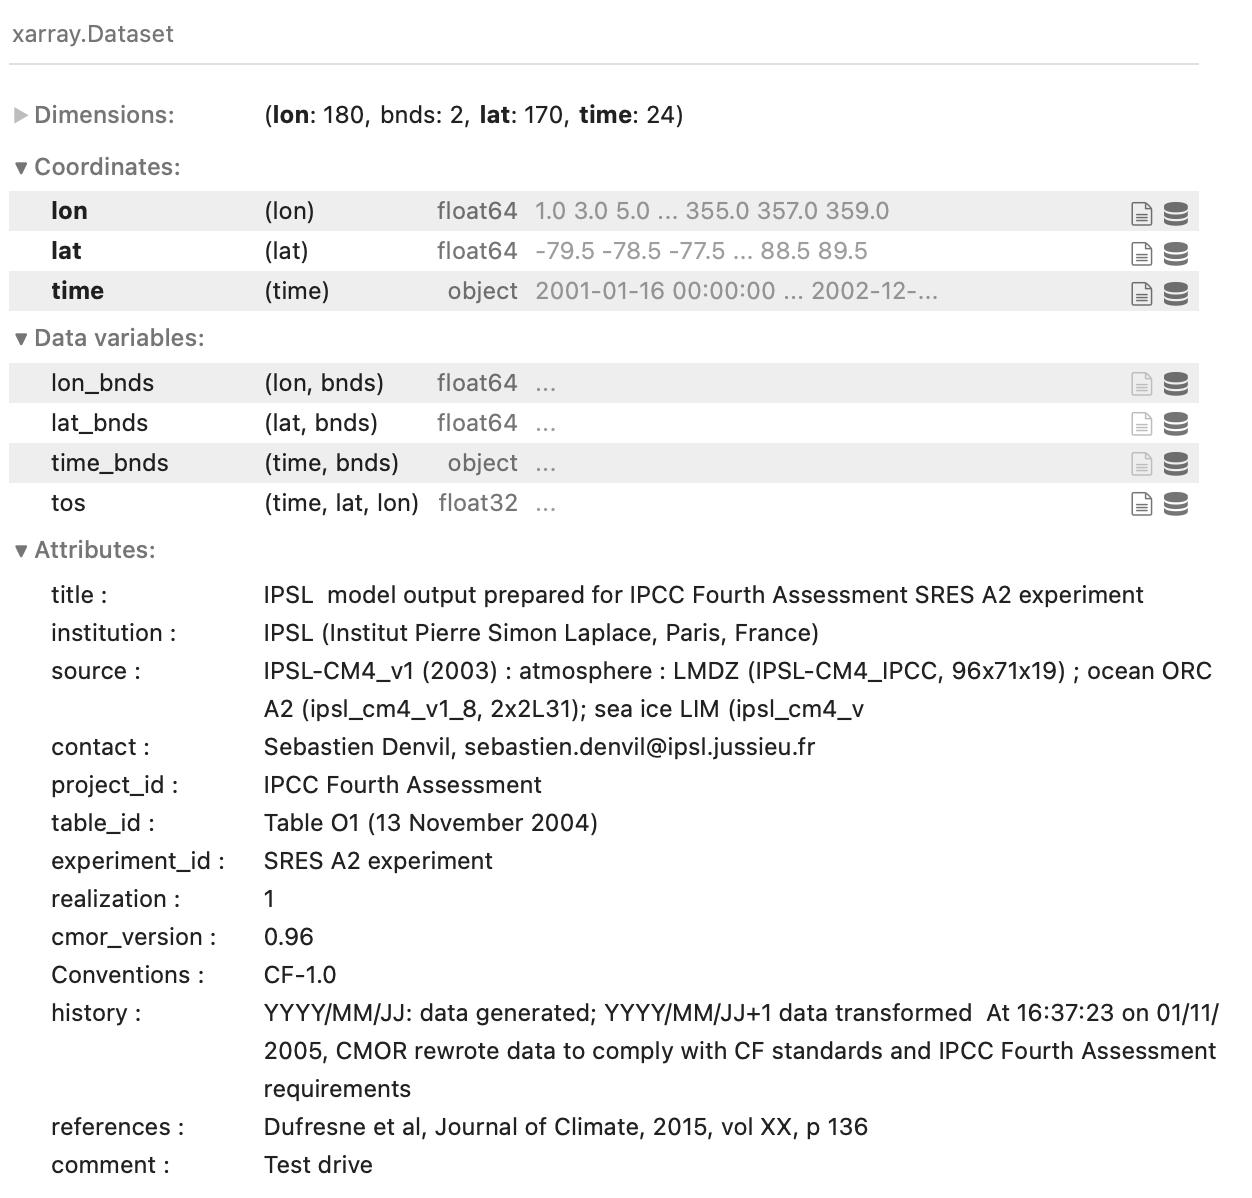 xarray.Dataset
Dimensions: (lon: 180, bnds: 2, lat: 170, time: 24)
Coordinates:
lon (lon) float64 1.0 3.0 5.0 ... 355.0 357.0 359.0
lat (lat) float64 -79.5 -78.5 -77.5 ... 88.5 89.5
time (time) object 2001-01-16 00:00:00 ... 2002-12-...
Data variables:
lon_bnds (lon, bnds) float64 ...
lat_bnds (lat, bnds) float64 ...
time_bnds (time, bnds) object ...
tos (time, lat, lon) float32 ...
Attributes:
title : IPSL  model output prepared for IPCC Fourth Assessment SRES A2 experiment
institution : IPSL (Institut Pierre Simon Laplace, Paris, France)
source : IPSL-CM4_v1 (2003) : atmosphere : LMDZ (IPSL-CM4_IPCC, 96x71x19) ; ocean ORC
A2 (ipsl_cm4_v1_8, 2x2L31); sea ice LIM (ipsl_cm4_v
contact : Sebastien Denvil, sebastien.denvil@ipsl.jussieu.fr
project_id : IPCC Fourth Assessment
table_id : Table O1 (13 November 2004)
experiment_id : SRES A2 experiment
realization : 1
cmor_version : 0.96
Conventions : CF-1.0
history : YYYY/MM/JJ: data generated; YYYY/MM/JJ+1 data transformed  At 16:37:23 on 01/11/
2005, CMOR rewrote data to comply with CF standards and IPCC Fourth Assessment
requirements
references : Dufresne et al, Journal of Climate, 2015, vol XX, p 136
comment : Test drive